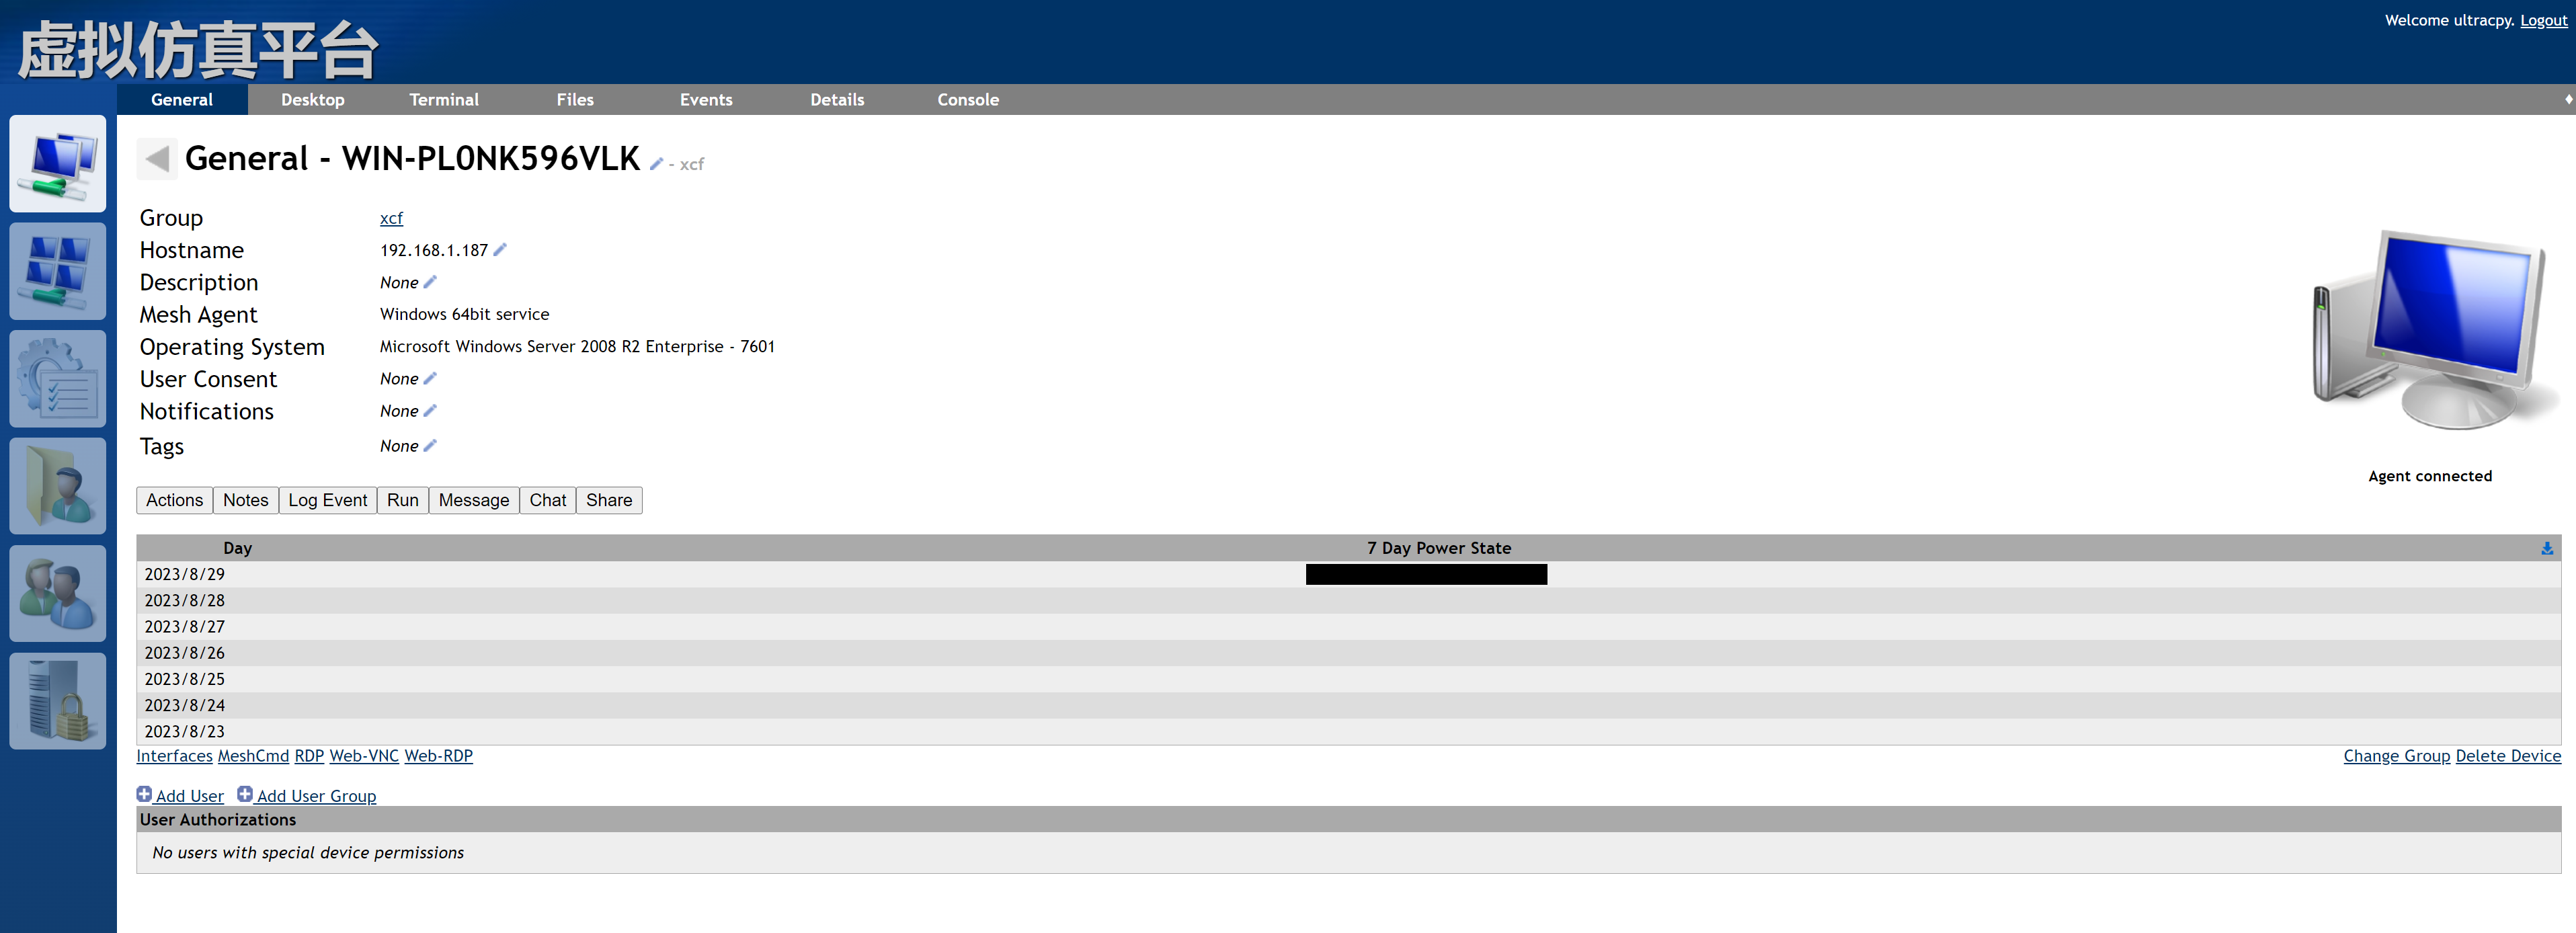 虚拟仿真平台
Welcome ultracpy. Logout
General Desktop Terminal Files Events Details Console
General - WIN-PL0NK596VLK - xcf
Group xcf
Hostname 192.168.1.187
Description None
Mesh Agent Windows 64bit service
Operating System Microsoft Windows Server 2008 R2 Enterprise - 7601
User Consent None
Notifications None
Tags None
Agent connected
Actions Notes Log Event Run Message Chat Share
Day 7 Day Power State
2023/8/29
2023/8/28
2023/8/27
2023/8/26
2023/8/25
2023/8/24
2023/8/23
Interfaces MeshCmd RDP Web-VNC Web-RDP Change Group Delete Device
Add User Add User Group
User Authorizations
No users with special device permissions